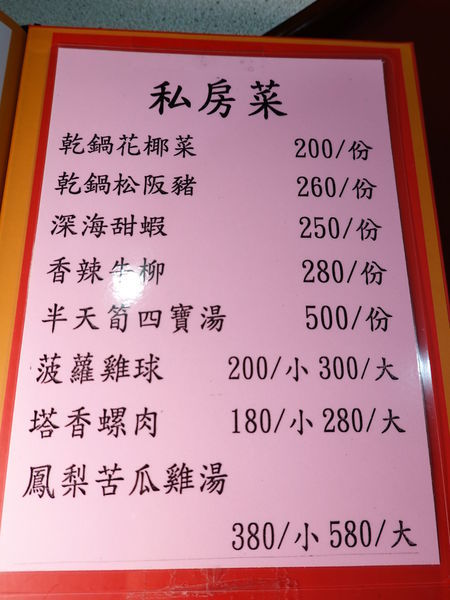 私房菜
乾鍋花椰菜 200/份
乾鍋松阪豬 260/份
深海甜蝦 250/份
香辣牛柳 280/份
半天筍四寶湯 500/份
菠蘿雞球 200/小 300/大
塔香螺肉 180/小 280/大
鳳梨苦瓜雞湯
380/小 580/大